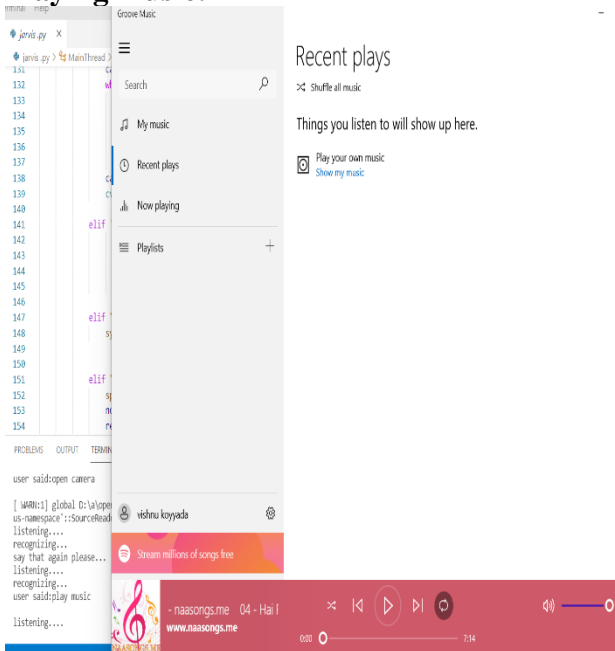 Terminal Help
jarvis .py X
jarvis .py > MainThread >
131
132
133
134
135
136
137
138
139
140
141 elif
142
143
144
145
146
147 elif
148
149
150
151 elif
152
153
154
PROBLEMS OUTPUT
user said:open camera
[ WARN:1] global
listening....
recognizing...
say that again please...
listening....
recognizing...
user said:play music
listening....
Groove Music
Search
My music
Recent plays
Now playing
Playlists
vishnu koyyada
Stream millions of songs free
Recent plays
Shuffle all music
Things you listen to will show up here.
Play your own music
Show my music
NAASONGS.ME
- naasongs.me 04 - Hai
www.naasongs.me
0:00
7:14